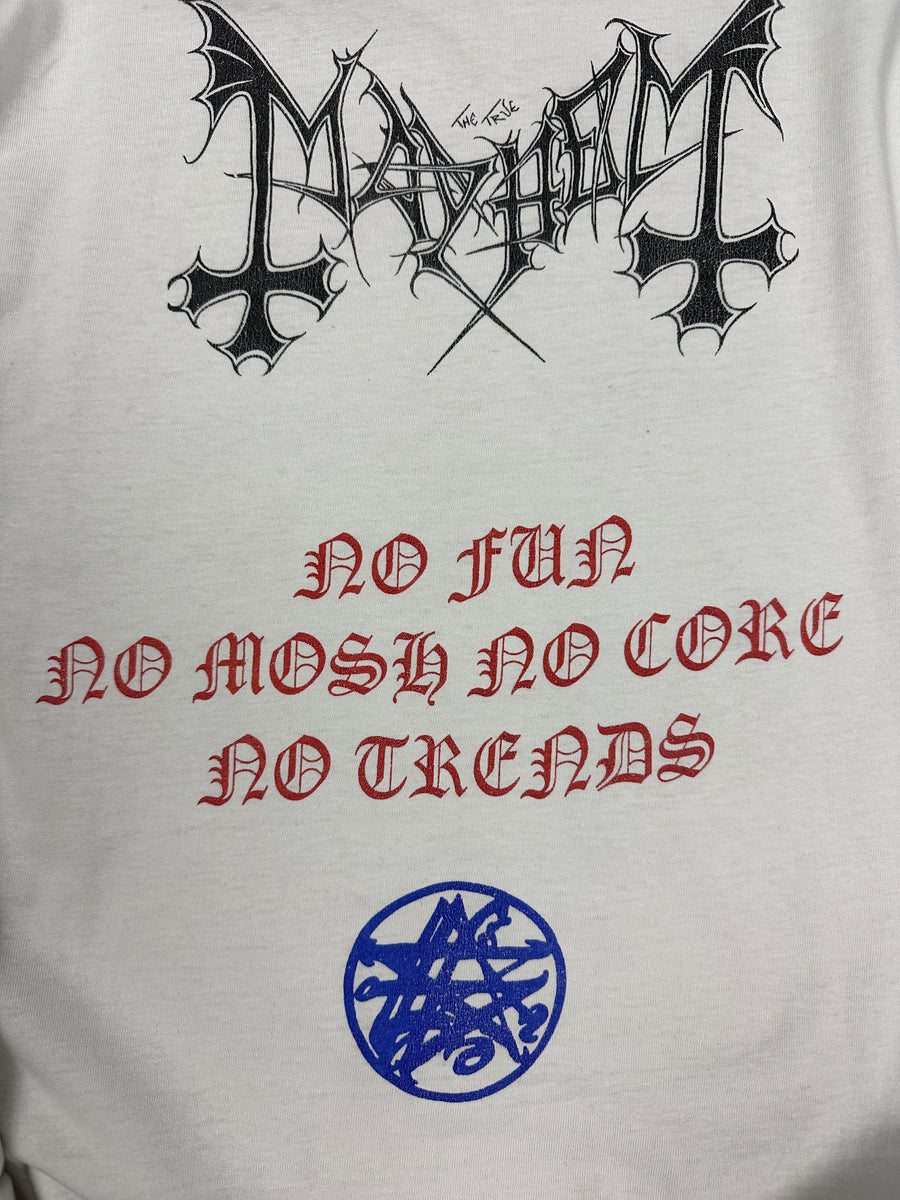 THE TRUE
MAYHEM
NO FUN
NO MOSH NO CORE
NO TRENDS